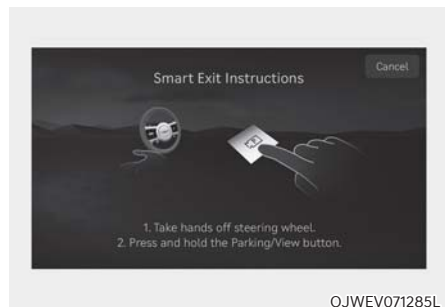 Cancel
Smart Exit Instructions
1. Take hands off steering wheel.
2. Press and hold the Parking/View button.
OJWEV071285L